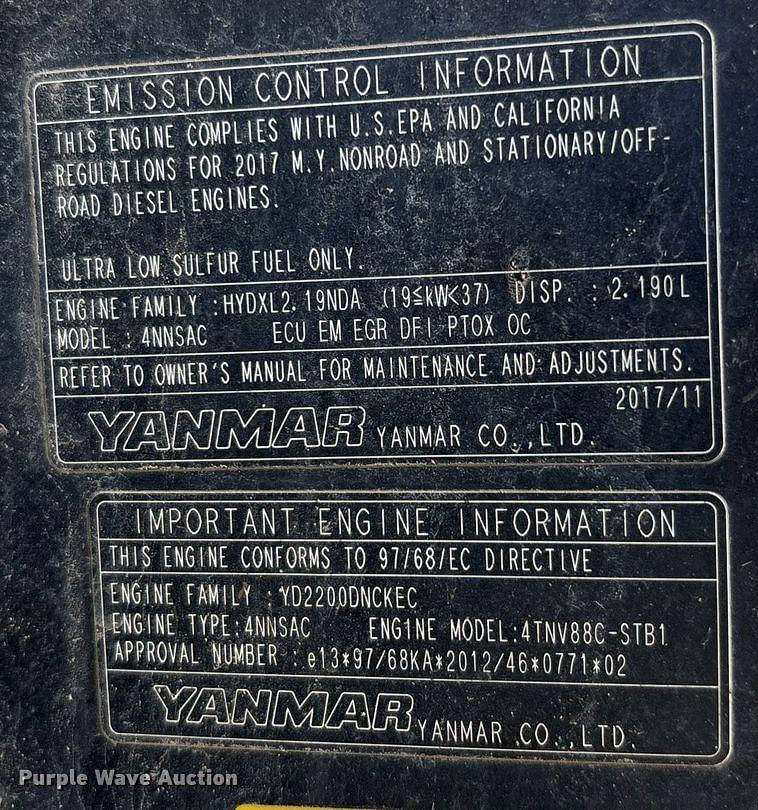 EMISSION CONTROL INFORMATION
THIS ENGINE COMPLIES WITH U.S.EPA AND CALIFORNIA
REGULATIONS FOR 2017 M.Y.NONROAD AND STATIONARY/OFF-
ROAD DIESEL ENGINES.
ULTRA LOW SULFUR FUEL ONLY.
ENGINE FAMILY :HYDXL2.19NDA (19≦kW<37) DISP. : 2.190L
MODEL : 4NNSAC ECU EM EGR DFI PTOX OC
REFER TO OWNER'S MANUAL FOR MAINTENANCE AND ADJUSTMENTS.
2017/11
YANMAR YANMAR CO.,LTD.
IMPORTANT ENGINE INFORMATION
THIS ENGINE CONFORMS TO 97/68/EC DIRECTIVE
ENGINE FAMILY :YD2200DNCKEC
ENGINE TYPE:4NNSAC ENGINE MODEL:4TNV88C-STB1
APPROVAL NUMBER :e13*97/68KA*2012/46*0771*02
YANMAR YANMAR CO.,LTD.
Purple Wave Auction